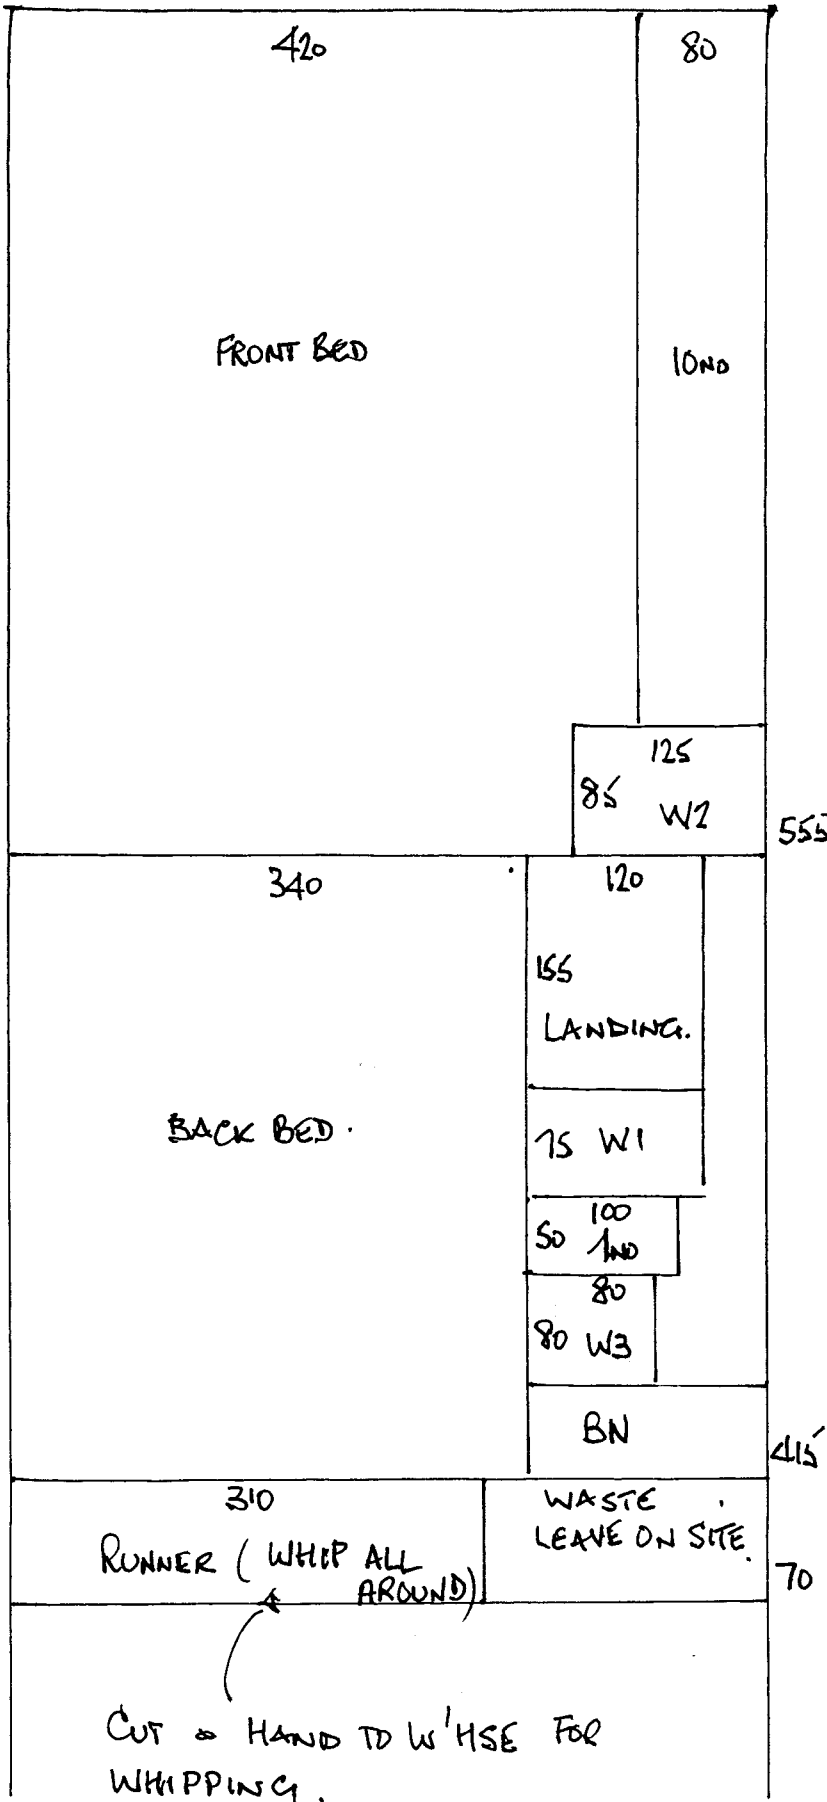 420
80
FRONT BED
10ND
125
85
W2
555
340
120
155
LANDING.
BACK BED.
75 W1
100
50 1ND
80
80 W3
BN
415
310
WASTE
LEAVE ON SITE.
RUNNER (WHIP ALL
AROUND)
70
CUT & HAND TO W'HSE FOR
WHIPPING.